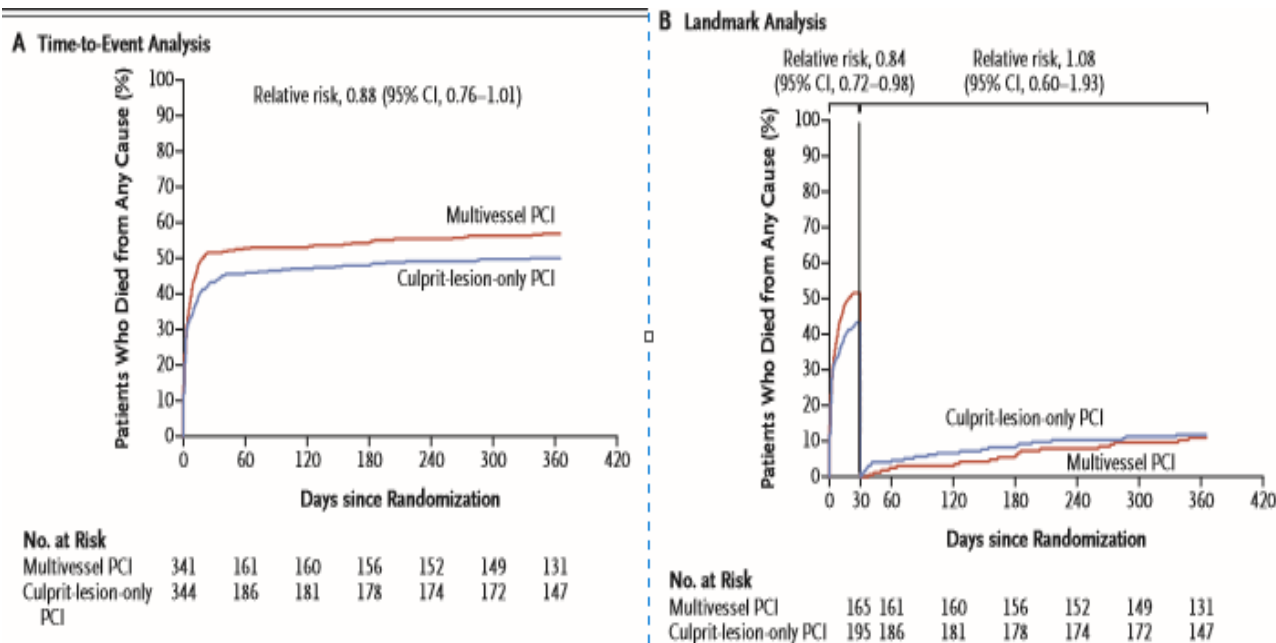 A Time-to-Event Analysis
Relative risk, 0.88 (95% CI, 0.76–1.01)
Patients Who Died from Any Cause (%)
100
90
80
70
60
50
40
30
20
10
0
Multivessel PCI
Culprit-lesion-only PCI
0 60 120 180 240 300 360 420
Days since Randomization
No. at Risk
Multivessel PCI 341 161 160 156 152 149 131
Culprit-lesion-only 344 186 181 178 174 172 147
PCI
B Landmark Analysis
Relative risk, 0.84
(95% CI, 0.72–0.98)
Relative risk, 1.08
(95% CI, 0.60–1.93)
Patients Who Died from Any Cause (%)
100
90
80
70
60
50
40
30
20
10
0
Culprit-lesion-only PCI
Multivessel PCI
0 30 60 120 180 240 300 360 420
Days since Randomization
No. at Risk
Multivessel PCI 165 161 160 156 152 149 131
Culprit-lesion-only PCI 195 186 181 178 174 172 147